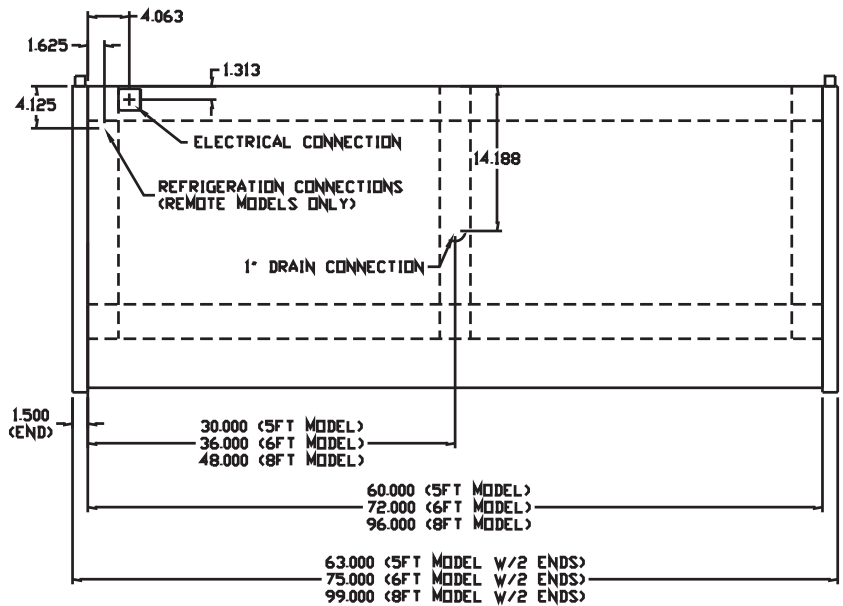 4.063
1.625
1.313
4.125
ELECTRICAL CONNECTION
14.188
REFRIGERATION CONNECTIONS
(REMOTE MODELS ONLY)
1" DRAIN CONNECTION
1.500
(END)
30.000 (5FT MODEL)
36.000 (6FT MODEL)
48.000 (8FT MODEL)
60.000 (5FT MODEL)
72.000 (6FT MODEL)
96.000 (8FT MODEL)
63.000 (5FT MODEL W/2 ENDS)
75.000 (6FT MODEL W/2 ENDS)
99.000 (8FT MODEL W/2 ENDS)